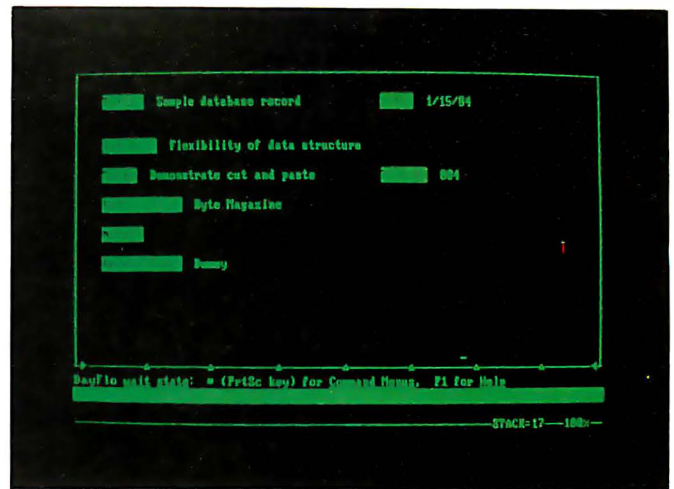 Sample database record 1/15/84
Flexibility of data structure
Demonstrate cut and paste 004
Byte Magazine
Dummy
DayFlo wait state: * (PrtSc key) for Command Menus, F1 for Help
STACK=17 100%